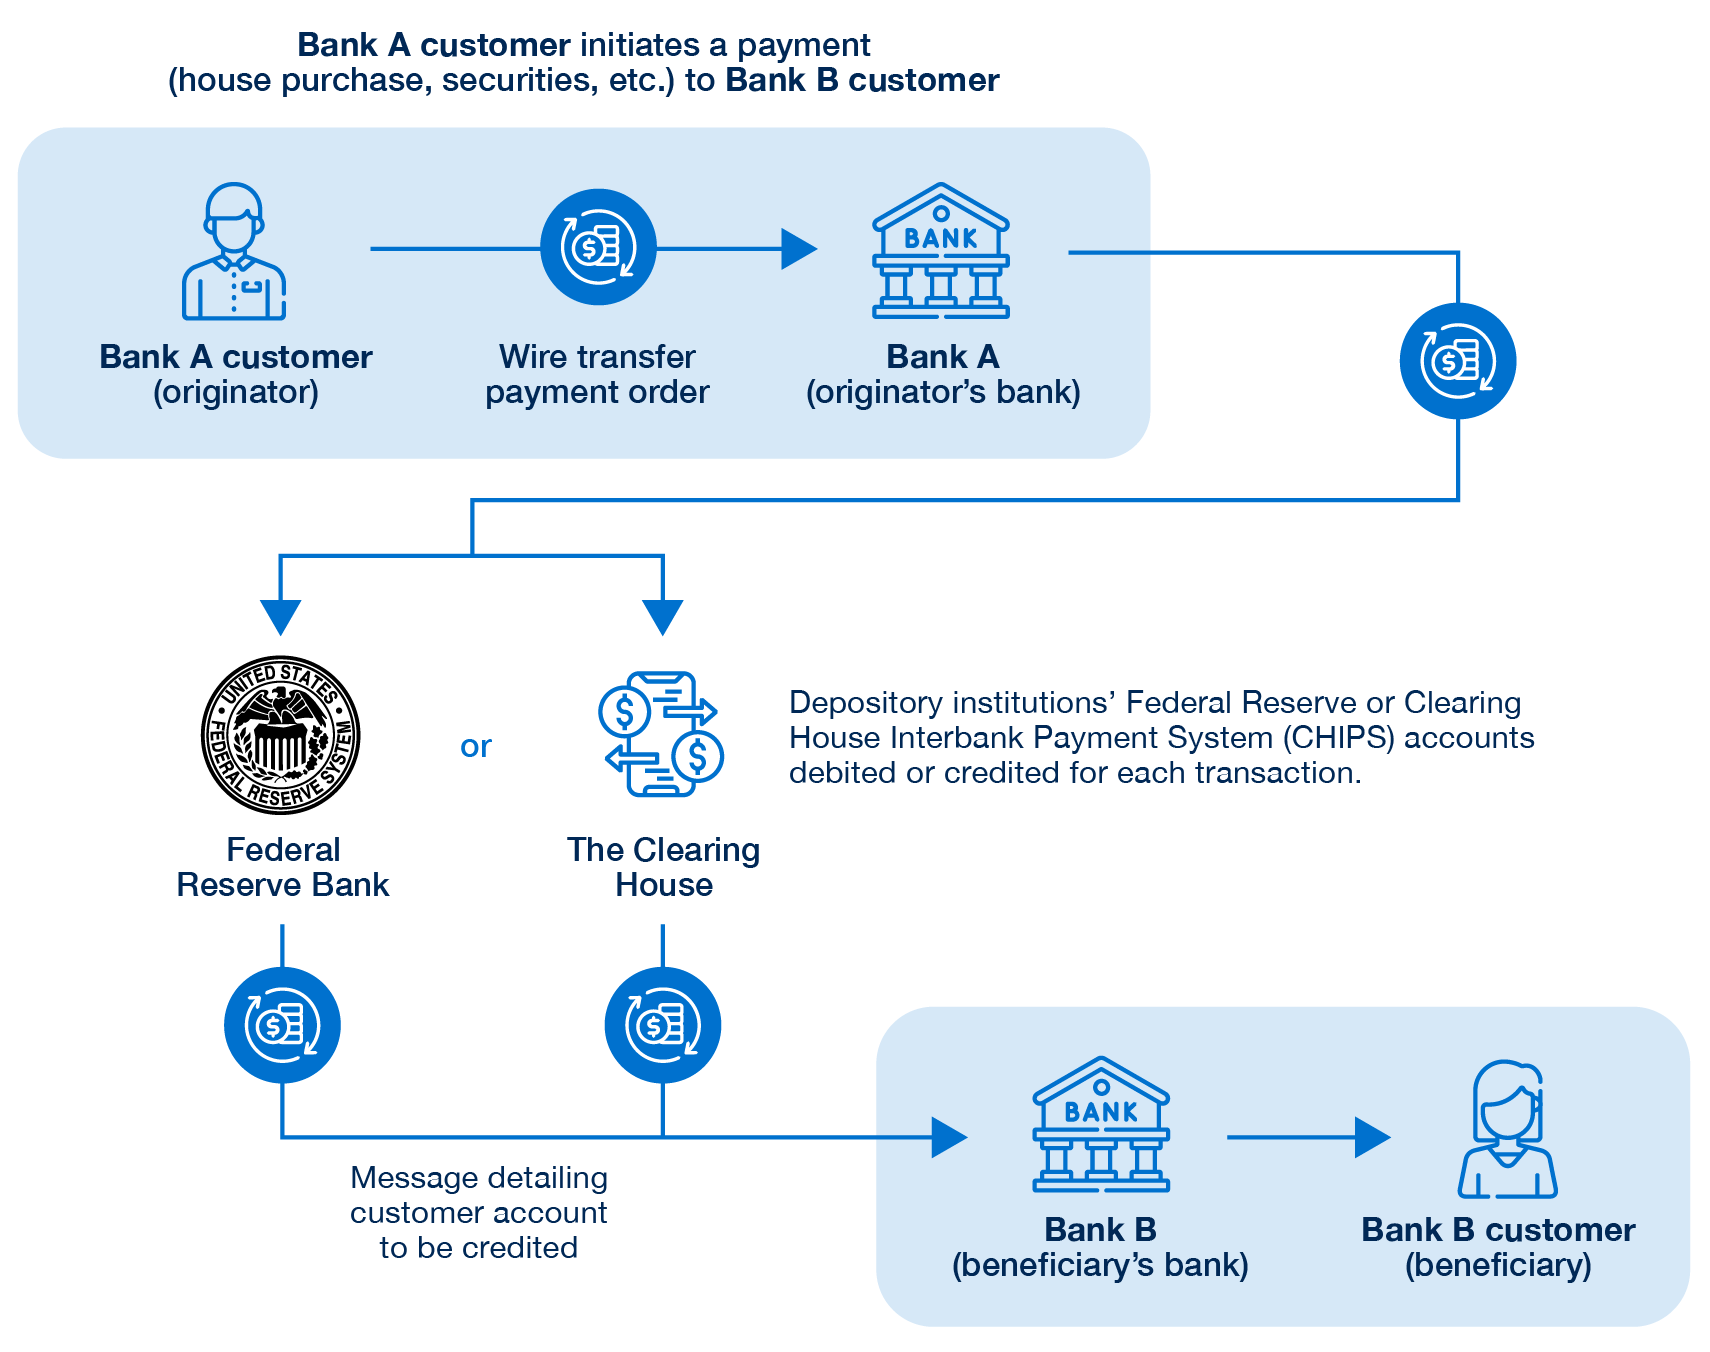 Bank A customer initiates a payment
(house purchase, securities, etc.) to Bank B customer
BANK
Bank A customer
(originator)
Wire transfer
payment order
Bank A
(originator’s bank)
UNITED STATES
FEDERAL RESERVE SYSTEM
or
$
$
Depository institutions’ Federal Reserve or Clearing
House Interbank Payment System (CHIPS) accounts
debited or credited for each transaction.
Federal
Reserve Bank
The Clearing
House
BANK
Message detailing
customer account
to be credited
Bank B
(beneficiary’s bank)
Bank B customer
(beneficiary)